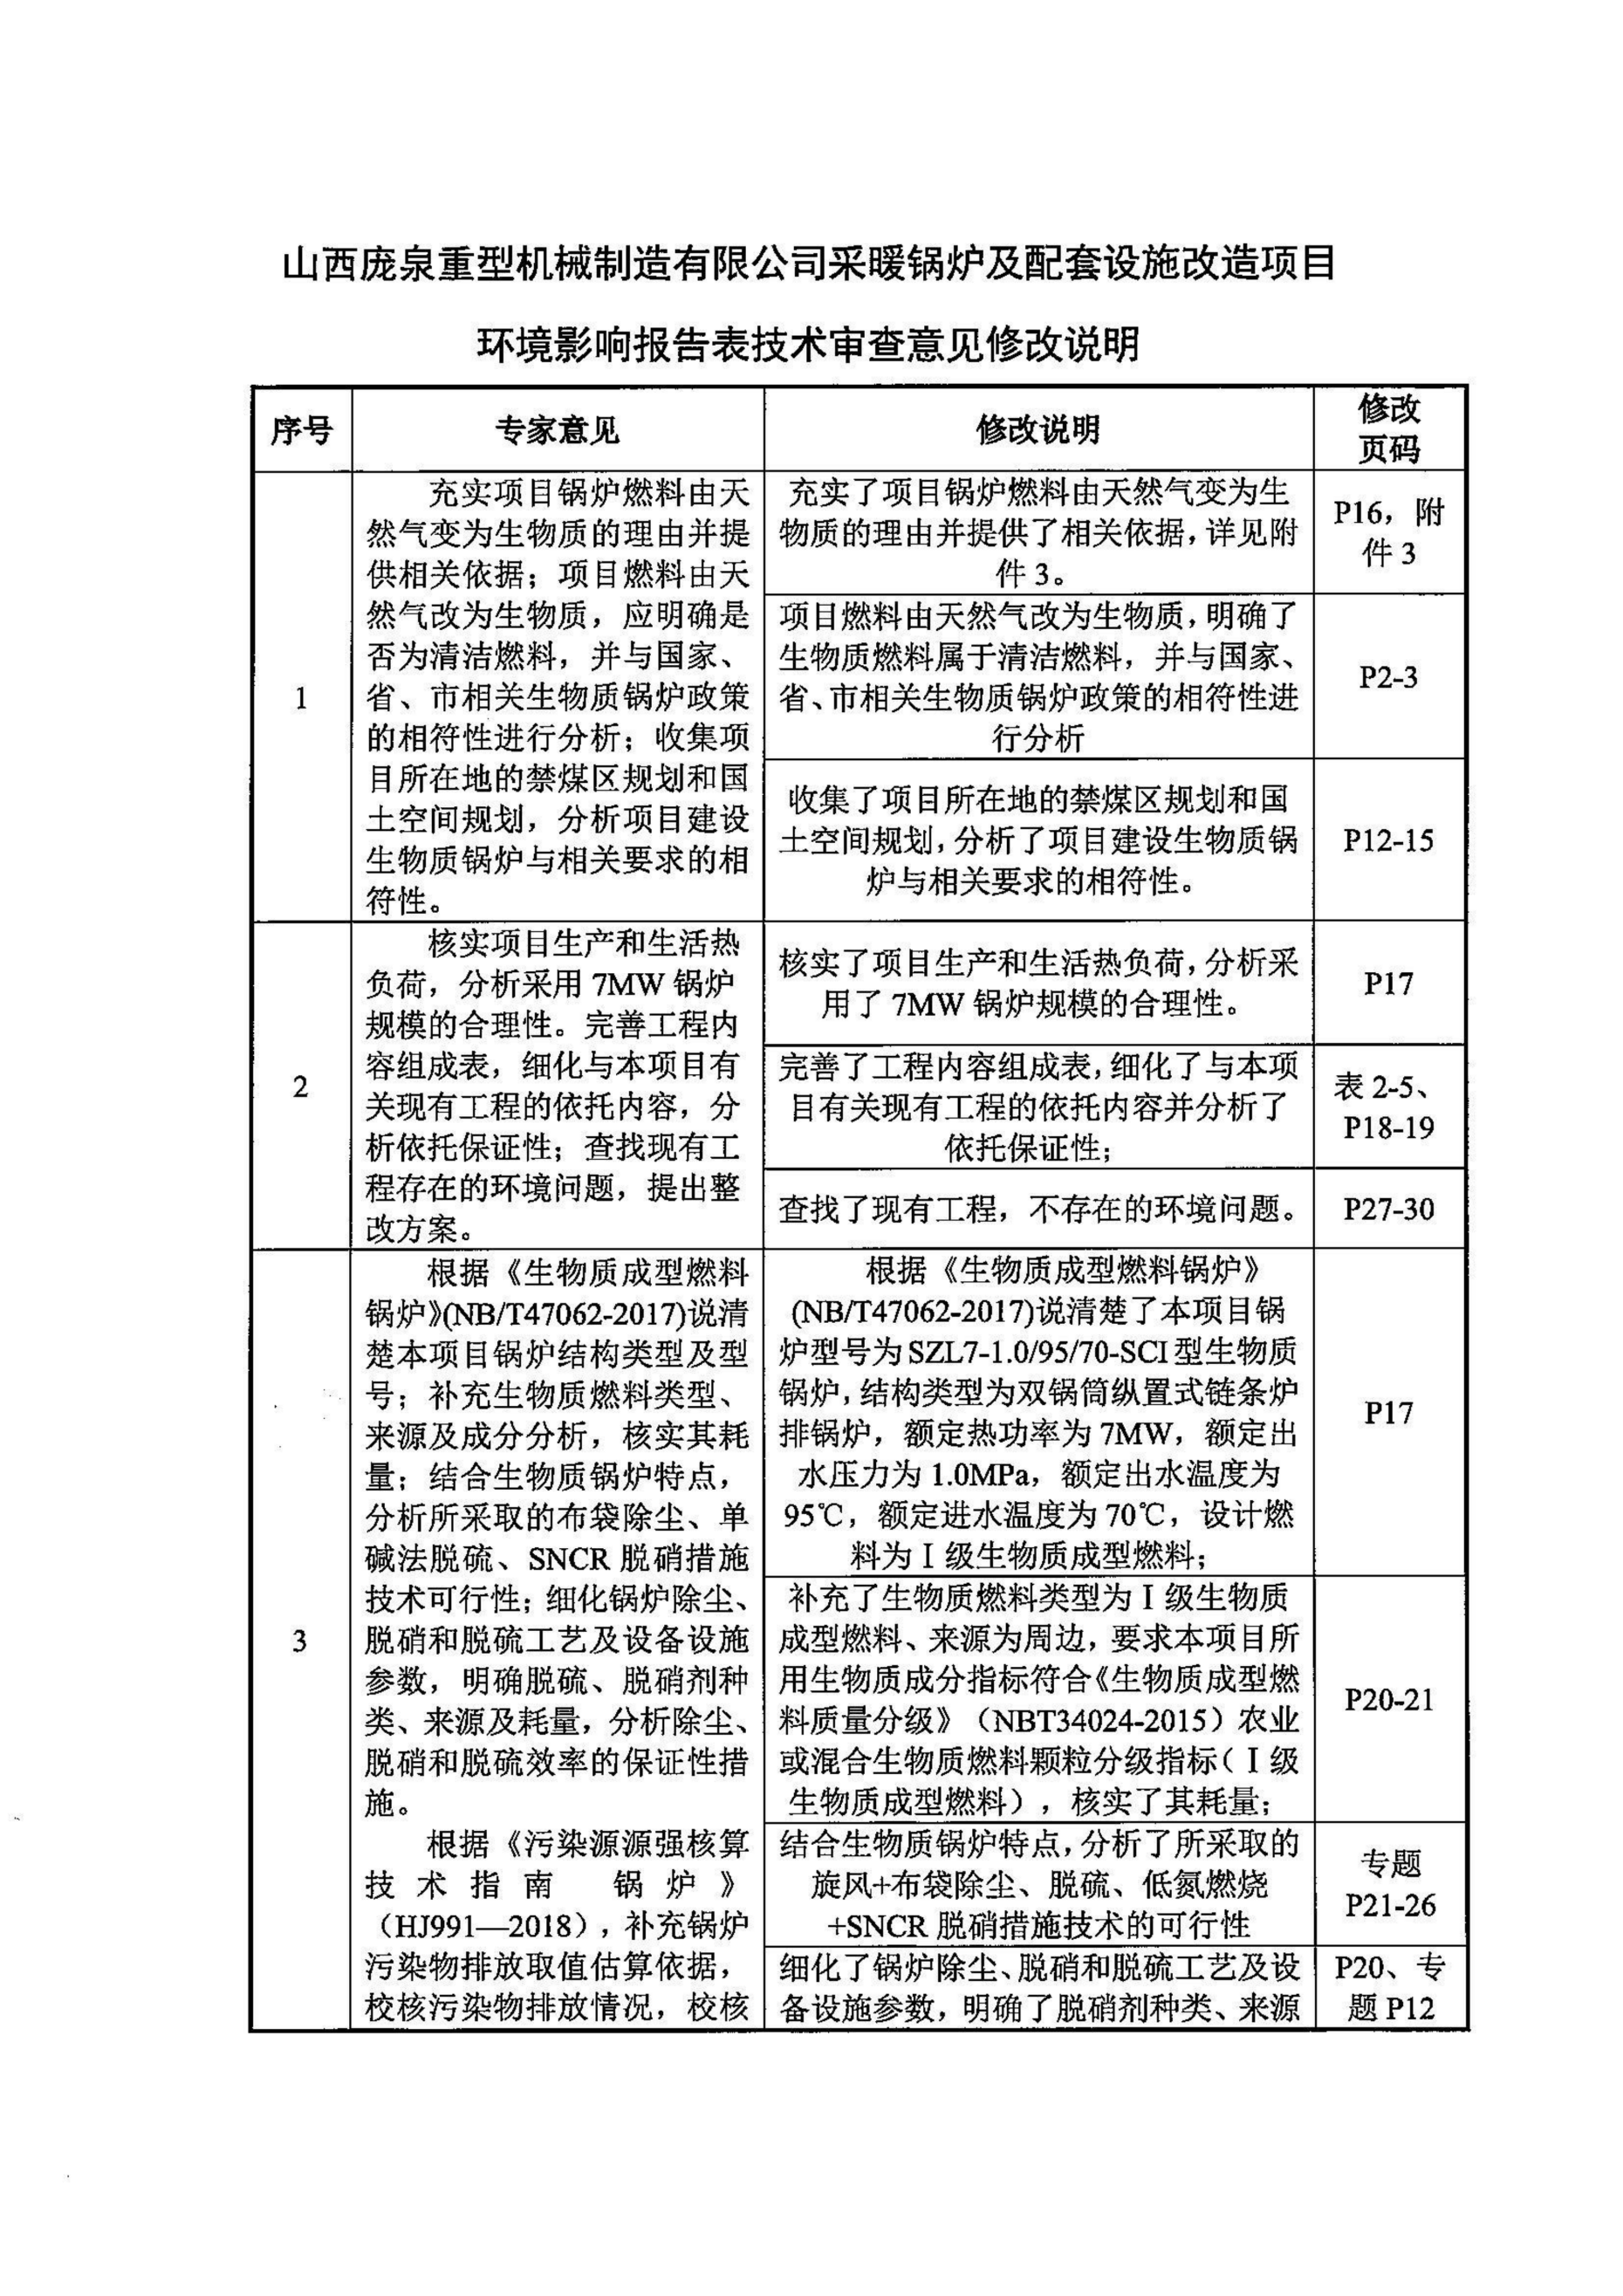 山西庞泉重型机械制造有限公司采暖锅炉及配套设施改造项目
环境影响报告表技术审查意见修改说明
序号
专家意见
修改说明
修改
页码
1
充实项目锅炉燃料由天
然气变为生物质的理由并提
供相关依据；项目燃料由天
然气改为生物质，应明确是
否为清洁燃料，并与国家、
省、市相关生物质锅炉政策
的相符性进行分析；收集项
目所在地的禁煤区规划和国
土空间规划，分析项目建设
生物质锅炉与相关要求的相
符性。
充实了项目锅炉燃料由天然气变为生
物质的理由并提供了相关依据，详见附
件 3。
P16，附
件 3
项目燃料由天然气改为生物质，明确了
生物质燃料属于清洁燃料，并与国家、
省、市相关生物质锅炉政策的相符性进
行分析
P2-3
收集了项目所在地的禁煤区规划和国
土空间规划，分析了项目建设生物质锅
炉与相关要求的相符性。
P12-15
2
核实项目生产和生活热
负荷，分析采用 7MW 锅炉
规模的合理性。完善工程内
容组成表，细化与本项目有
关现有工程的依托内容，分
析依托保证性；查找现有工
程存在的环境问题，提出整
改方案。
核实了项目生产和生活热负荷，分析采
用了 7MW 锅炉规模的合理性。
P17
完善了工程内容组成表，细化了与本项
目有关现有工程的依托内容并分析了
依托保证性；
表 2-5、
P18-19
查找了现有工程，不存在的环境问题。
P27-30
3
根据《生物质成型燃料
锅炉》(NB/T47062-2017)说清
楚本项目锅炉结构类型及型
号；补充生物质燃料类型、
来源及成分分析，核实其耗
量；结合生物质锅炉特点，
分析所采取的布袋除尘、单
碱法脱硫、SNCR 脱硝措施
技术可行性；细化锅炉除尘、
脱硝和脱硫工艺及设备设施
参数，明确脱硫、脱硝剂种
类、来源及耗量，分析除尘、
脱硝和脱硫效率的保证性措
施。
根据《污染源源强核算
技术指南 锅炉》
（HJ991—2018），补充锅炉
污染物排放取值估算依据，
校核污染物排放情况，校核
根据《生物质成型燃料锅炉》
(NB/T47062-2017)说清楚了本项目锅
炉型号为 SZL7-1.0/95/70-SCI 型生物质
锅炉，结构类型为双锅筒纵置式链条炉
排锅炉，额定热功率为 7MW，额定出
水压力为 1.0MPa，额定出水温度为
95℃，额定进水温度为 70℃，设计燃
料为 I 级生物质成型燃料；
P17
补充了生物质燃料类型为 I 级生物质
成型燃料、来源为周边，要求本项目所
用生物质成分指标符合《生物质成型燃
料质量分级》（NBT34024-2015）农业
或混合生物质燃料颗粒分级指标（I 级
生物质成型燃料），核实了其耗量；
P20-21
结合生物质锅炉特点，分析了所采取的
旋风+布袋除尘、脱硫、低氮燃烧
+SNCR 脱硝措施技术的可行性
专题
P21-26
细化了锅炉除尘、脱硝和脱硫工艺及设
备设施参数，明确了脱硝剂种类、来源
P20、专
题 P12